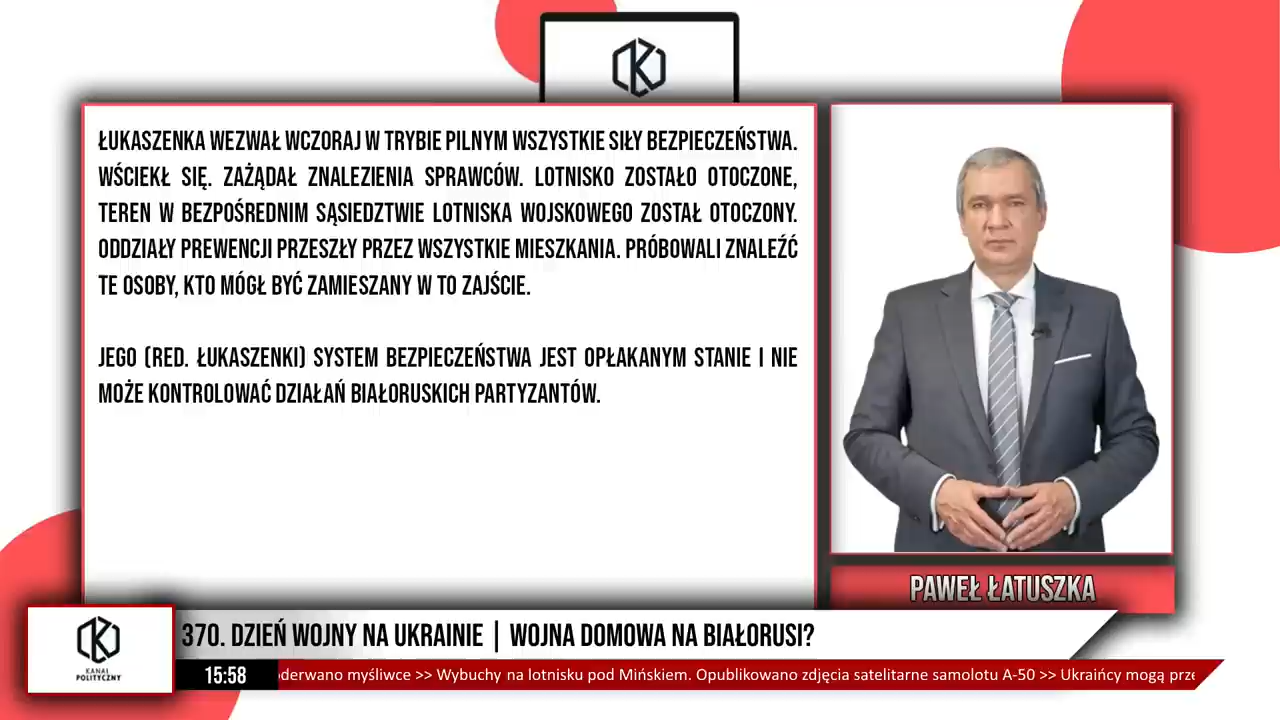 ŁUKASZENKA WEZWAŁ WCZORAJ W TRYBIE PILNYM WSZYSTKIE SIŁY BEZPIECZEŃSTWA.
WŚCIEKŁ SIĘ. ZAŻĄDAŁ ZNALEZIENIA SPRAWCÓW. LOTNISKO ZOSTAŁO OTOCZONE,
TEREN W BEZPOŚREDNIM SĄSIEDZTWIE LOTNISKA WOJSKOWEGO ZOSTAŁ OTOCZONY.
ODDZIAŁY PREWENCJI PRZESZŁY PRZEZ WSZYSTKIE MIESZKANIA. PRÓBOWALI ZNALEŹĆ
TE OSOBY, KTO MÓGŁ BYĆ ZAMIESZANY W TO ZAJŚCIE.
JEGO (RED. ŁUKASZENKI) SYSTEM BEZPIECZEŃSTWA JEST OPŁAKANYM STANIE I NIE
MOŻE KONTROLOWAĆ DZIAŁAŃ BIAŁORUSKICH PARTYZANTÓW.
PAWEŁ ŁATUSZKA
KANAŁ
POLITYCZNY
370. DZIEŃ WOJNY NA UKRAINIE | WOJNA DOMOWA NA BIAŁORUSI?
15:58
oderwano myśliwce >> Wybuchy na lotnisku pod Mińskiem. Opublikowano zdjęcia satelitarne samolotu A-50 >> Ukraińcy mogą prze